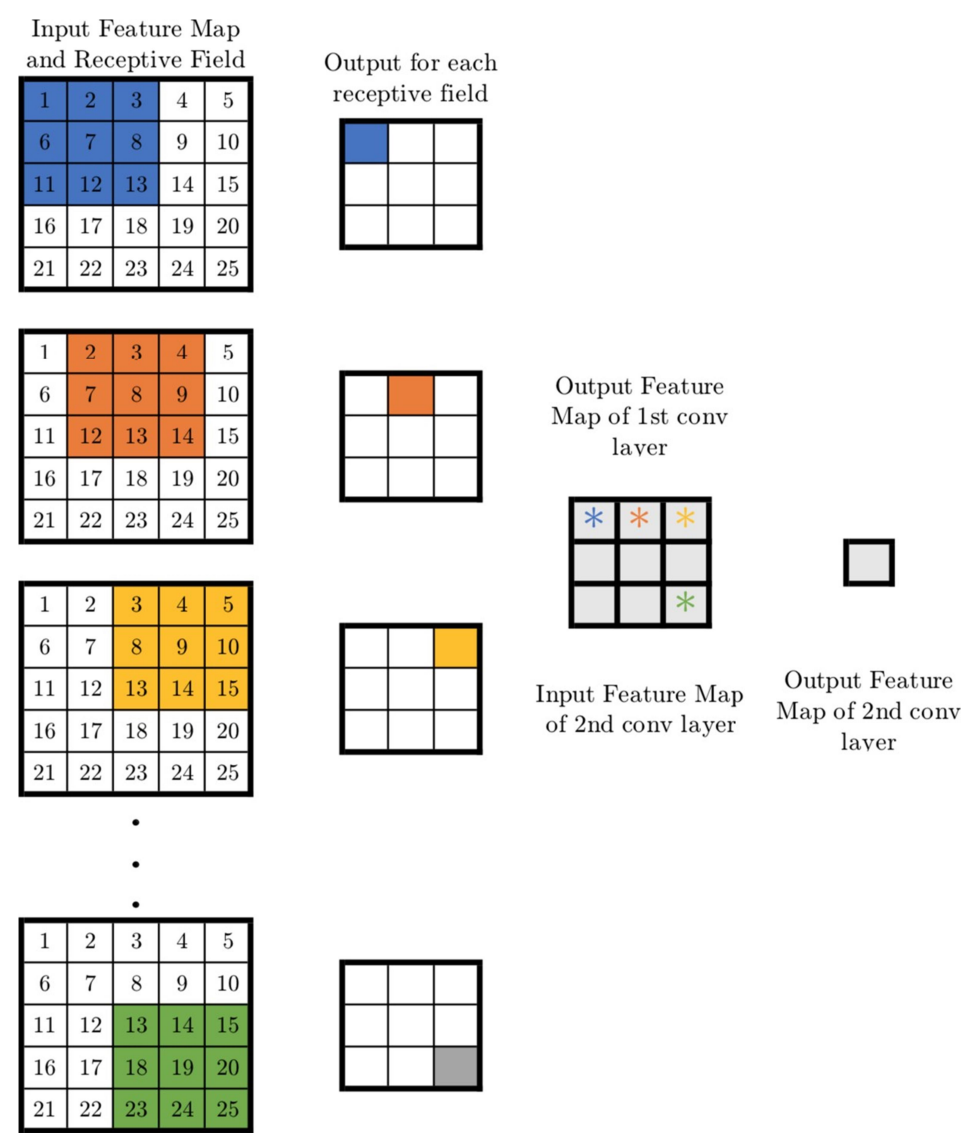 Input Feature Map
and Receptive Field
Output for each
receptive field
1 2 3 4 5
6 7 8 9 10
11 12 13 14 15
16 17 18 19 20
21 22 23 24 25
1 2 3 4 5
6 7 8 9 10
11 12 13 14 15
16 17 18 19 20
21 22 23 24 25
Output Feature
Map of 1st conv
layer
* * *
*
1 2 3 4 5
6 7 8 9 10
11 12 13 14 15
16 17 18 19 20
21 22 23 24 25
Input Feature Map
of 2nd conv layer
Output Feature
Map of 2nd conv
layer
1 2 3 4 5
6 7 8 9 10
11 12 13 14 15
16 17 18 19 20
21 22 23 24 25